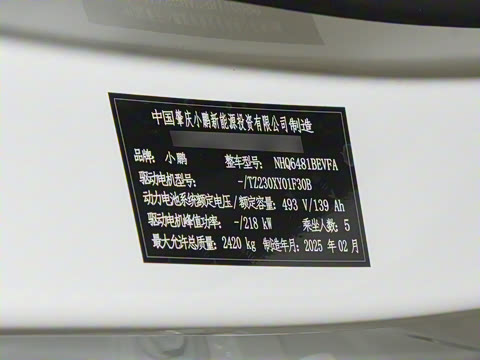 中国肇庆小鹏新能源投资有限公司制造
品牌: 小鹏 整车型号: NHQ6481BEVFA
驱动电机型号: -/TZ230XY01F30B
动力电池系统额定电压/额定容量: 493 V/139 Ah
驱动电机峰值功率: -/218 kW 乘坐人数: 5
最大允许总质量: 2420 kg 制造年月: 2025 年 02 月